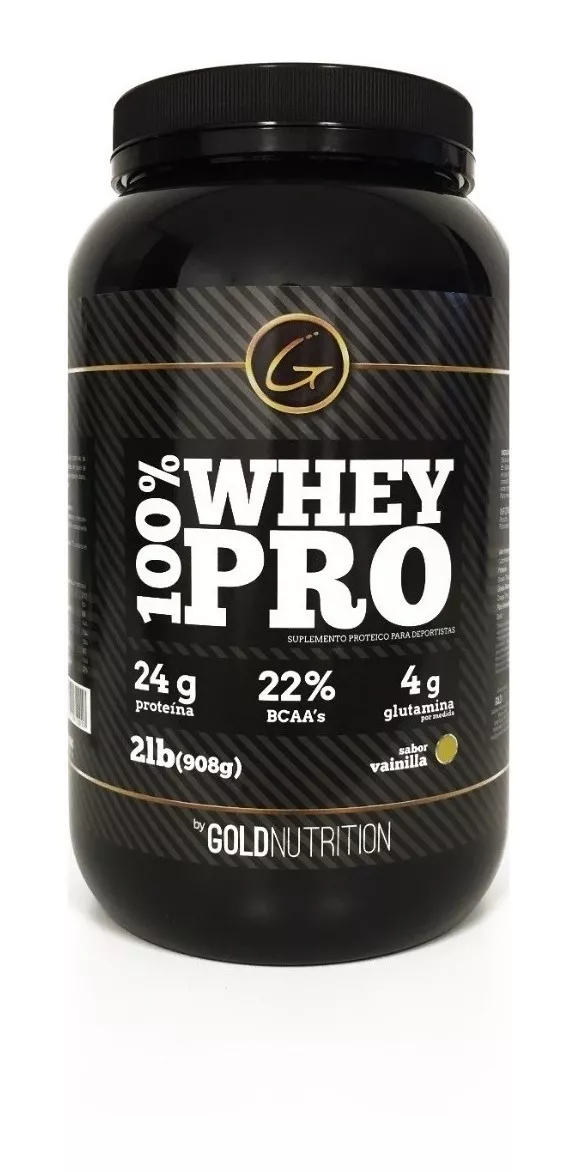 G
100% WHEY
PRO
SUPLEMENTO PROTEICO PARA DEPORTISTAS
24 g
proteína
22%
BCAA's
4 g
glutamina
por medida
2lb(908g)
sabor
vainilla
by GOLDNUTRITION